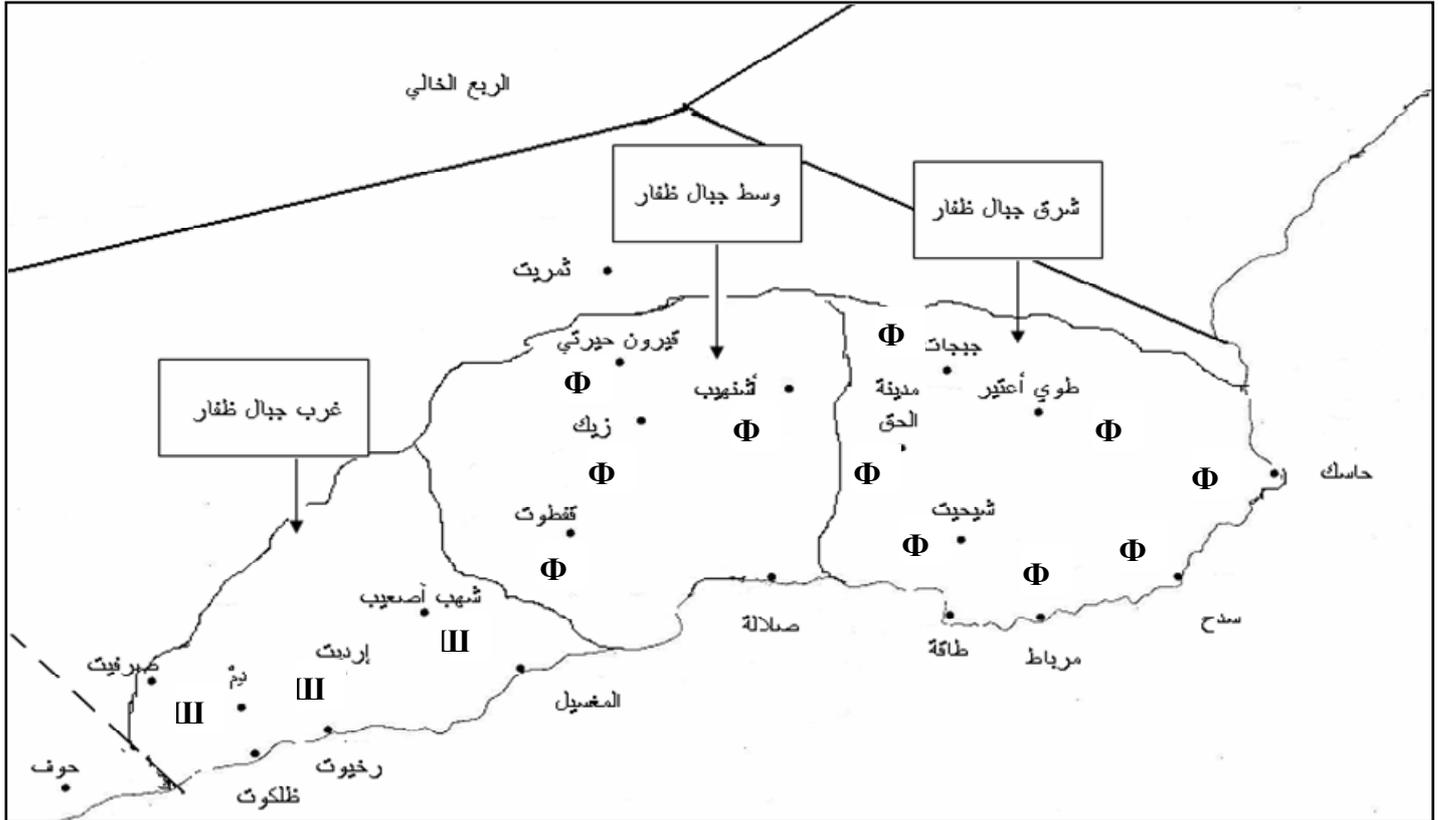 الربع الخالي
وسط جبال ظفار
شرق جبال ظفار
ثمريت
قيرون حيرتي
Ф
جبجات
غرب جبال ظفار
Ф
أشنهيب
مدينة
الحق
طوي أعتير
زيك
Ф
Ф
Ф
Ф
Ф
حاسك
قفطوت
شيحيت
Ф
Ф
Ф
Ф
شهب أصعيب
صلالة
سدح
Ш
إردبت
طاقة
مرباط
صرفيت
Ш
Ш
المغسيل
رخيوت
حوف
ظلكوت